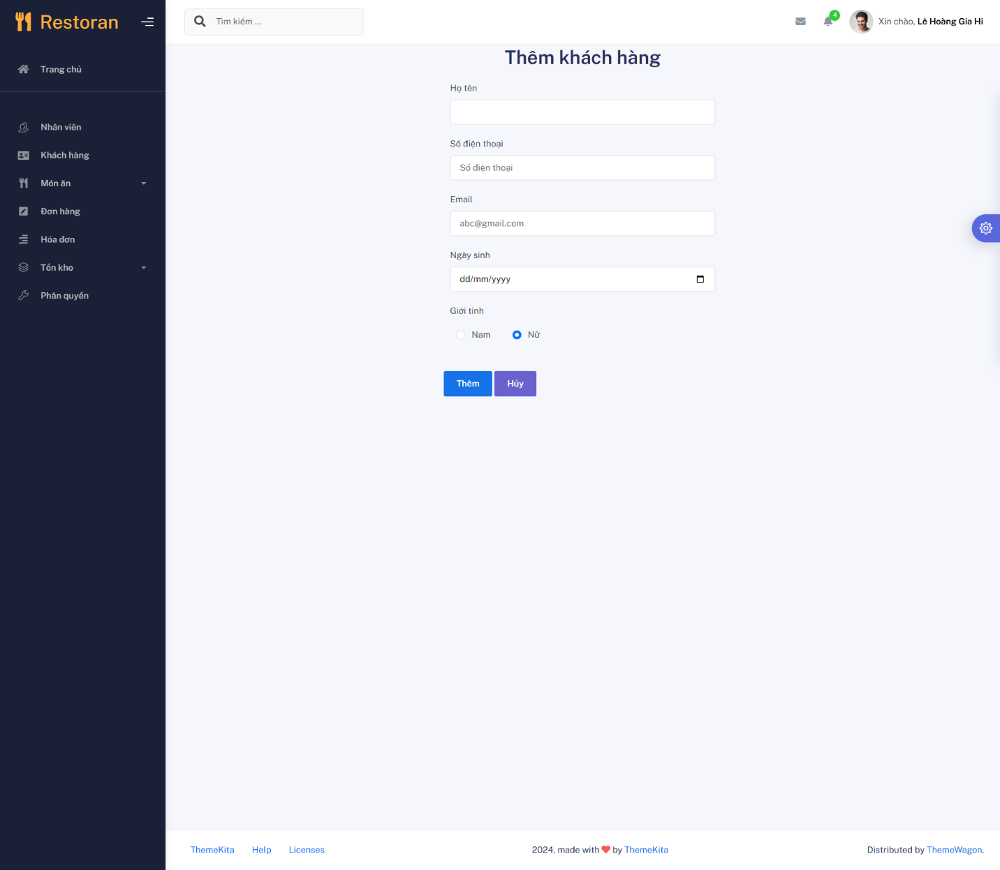 Restoran
Tìm kiếm ...
4
Xin chào, Lê Hoàng Gia Hi
Trang chủ
Nhân viên
Khách hàng
Món ăn
Đơn hàng
Hóa đơn
Tồn kho
Phân quyền
Thêm khách hàng
Họ tên
Số điện thoại
Số điện thoại
Email
abc@gmail.com
Ngày sinh
dd/mm/yyyy
Giới tính
Nam Nữ
Thêm Hủy
ThemeKita Help Licenses 2024, made with by ThemeKita Distributed by ThemeWagon.